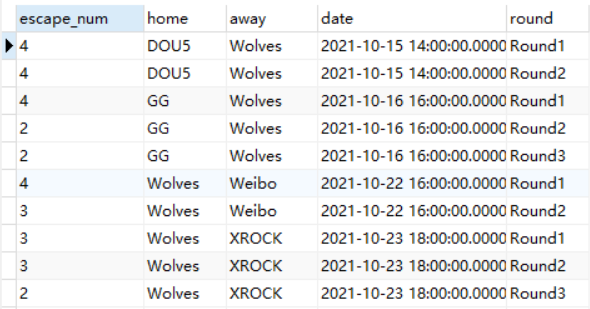 escape_num home away date round
4 DOU5 Wolves 2021-10-15 14:00:00.0000 Round1
4 DOU5 Wolves 2021-10-15 14:00:00.0000 Round2
4 GG Wolves 2021-10-16 16:00:00.0000 Round1
2 GG Wolves 2021-10-16 16:00:00.0000 Round2
2 GG Wolves 2021-10-16 16:00:00.0000 Round3
4 Wolves Weibo 2021-10-22 16:00:00.0000 Round1
3 Wolves Weibo 2021-10-22 16:00:00.0000 Round2
3 Wolves XROCK 2021-10-23 18:00:00.0000 Round1
3 Wolves XROCK 2021-10-23 18:00:00.0000 Round2
2 Wolves XROCK 2021-10-23 18:00:00.0000 Round3